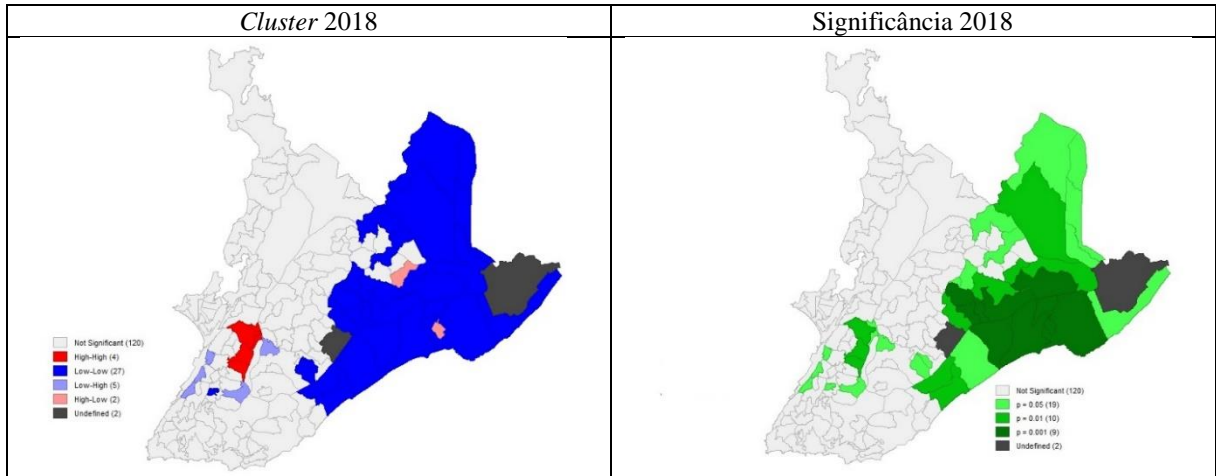 Cluster 2018
Significância 2018
Not Significant (120)
High-High (4)
Low-Low (27)
Low-High (5)
High-Low (2)
Undefined (2)
Not Significant (120)
p = 0.05 (19)
p = 0.01 (10)
p = 0.001 (9)
Undefined (2)